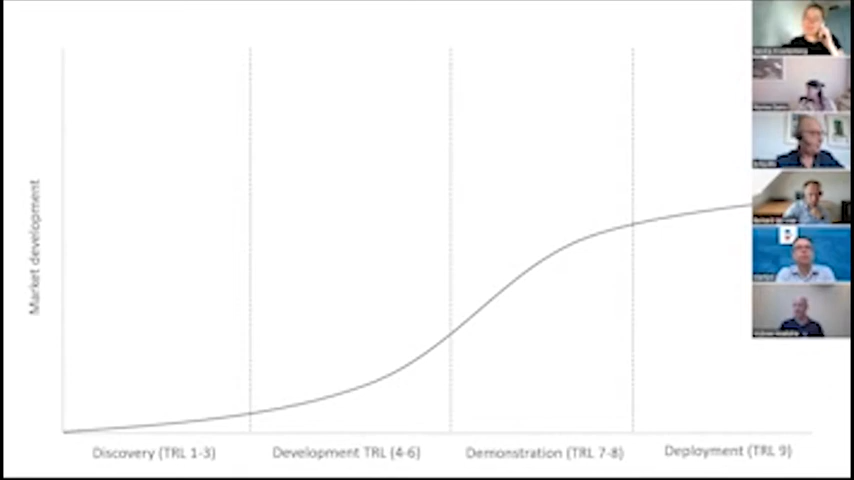 Market development
Discovery (TRL 1-3)
Development TRL (4-6)
Demonstration (TRL 7-8)
Deployment (TRL 9)